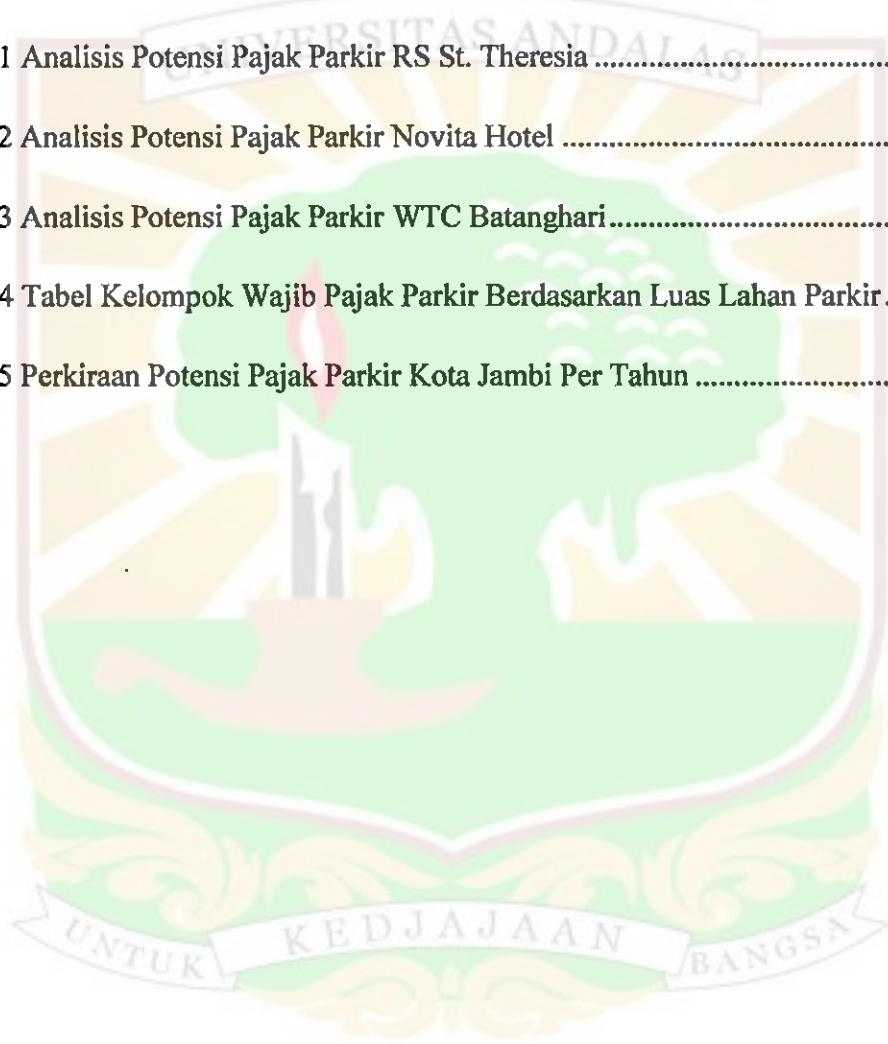 UNIVERSITAS ANDALAS
1 Analisis Potensi Pajak Parkir RS St. Theresia ......................................
2 Analisis Potensi Pajak Parkir Novita Hotel ..........................................
3 Analisis Potensi Pajak Parkir WTC Batanghari....................................
4 Tabel Kelompok Wajib Pajak Parkir Berdasarkan Luas Lahan Parkir.
5 Perkiraan Potensi Pajak Parkir Kota Jambi Per Tahun .........................
UNTUK KEDJAJAAN BANGSA